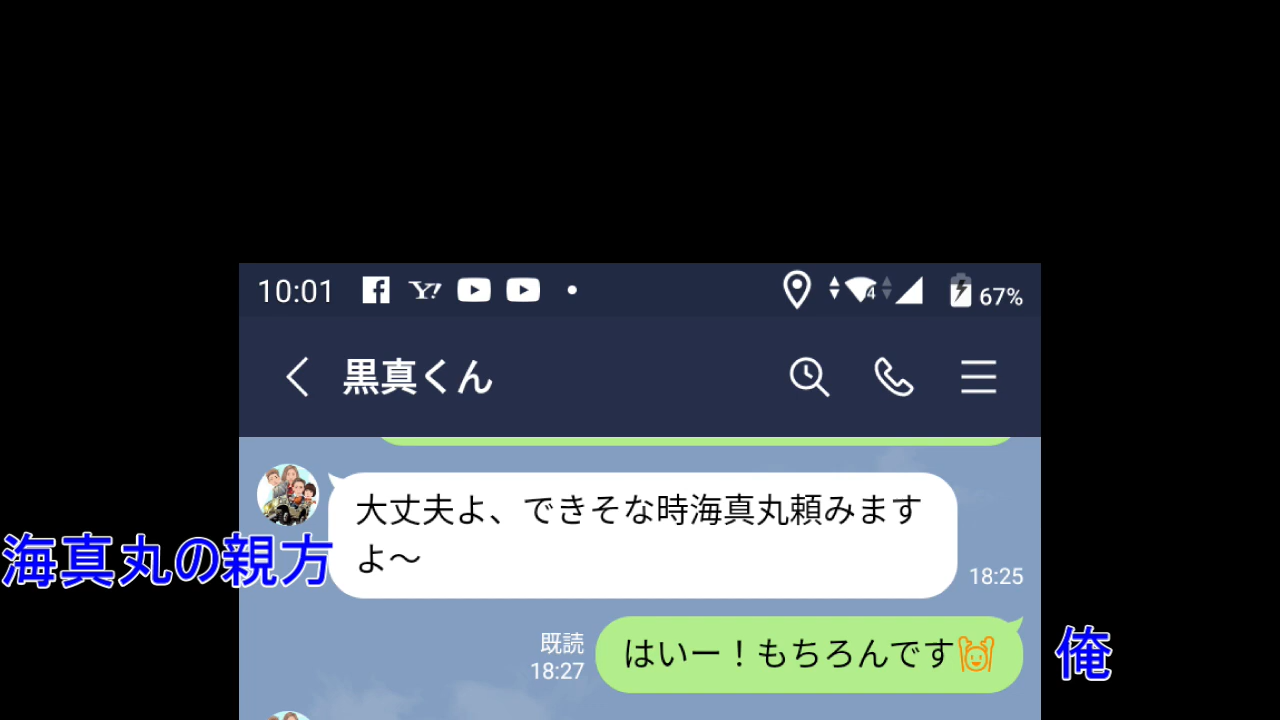 10:01
67%
黒真くん
大丈夫よ、できそな時海真丸頼みます
よ〜
18:25
海真丸の親方
既読
18:27
はいー！もちろんです
俺